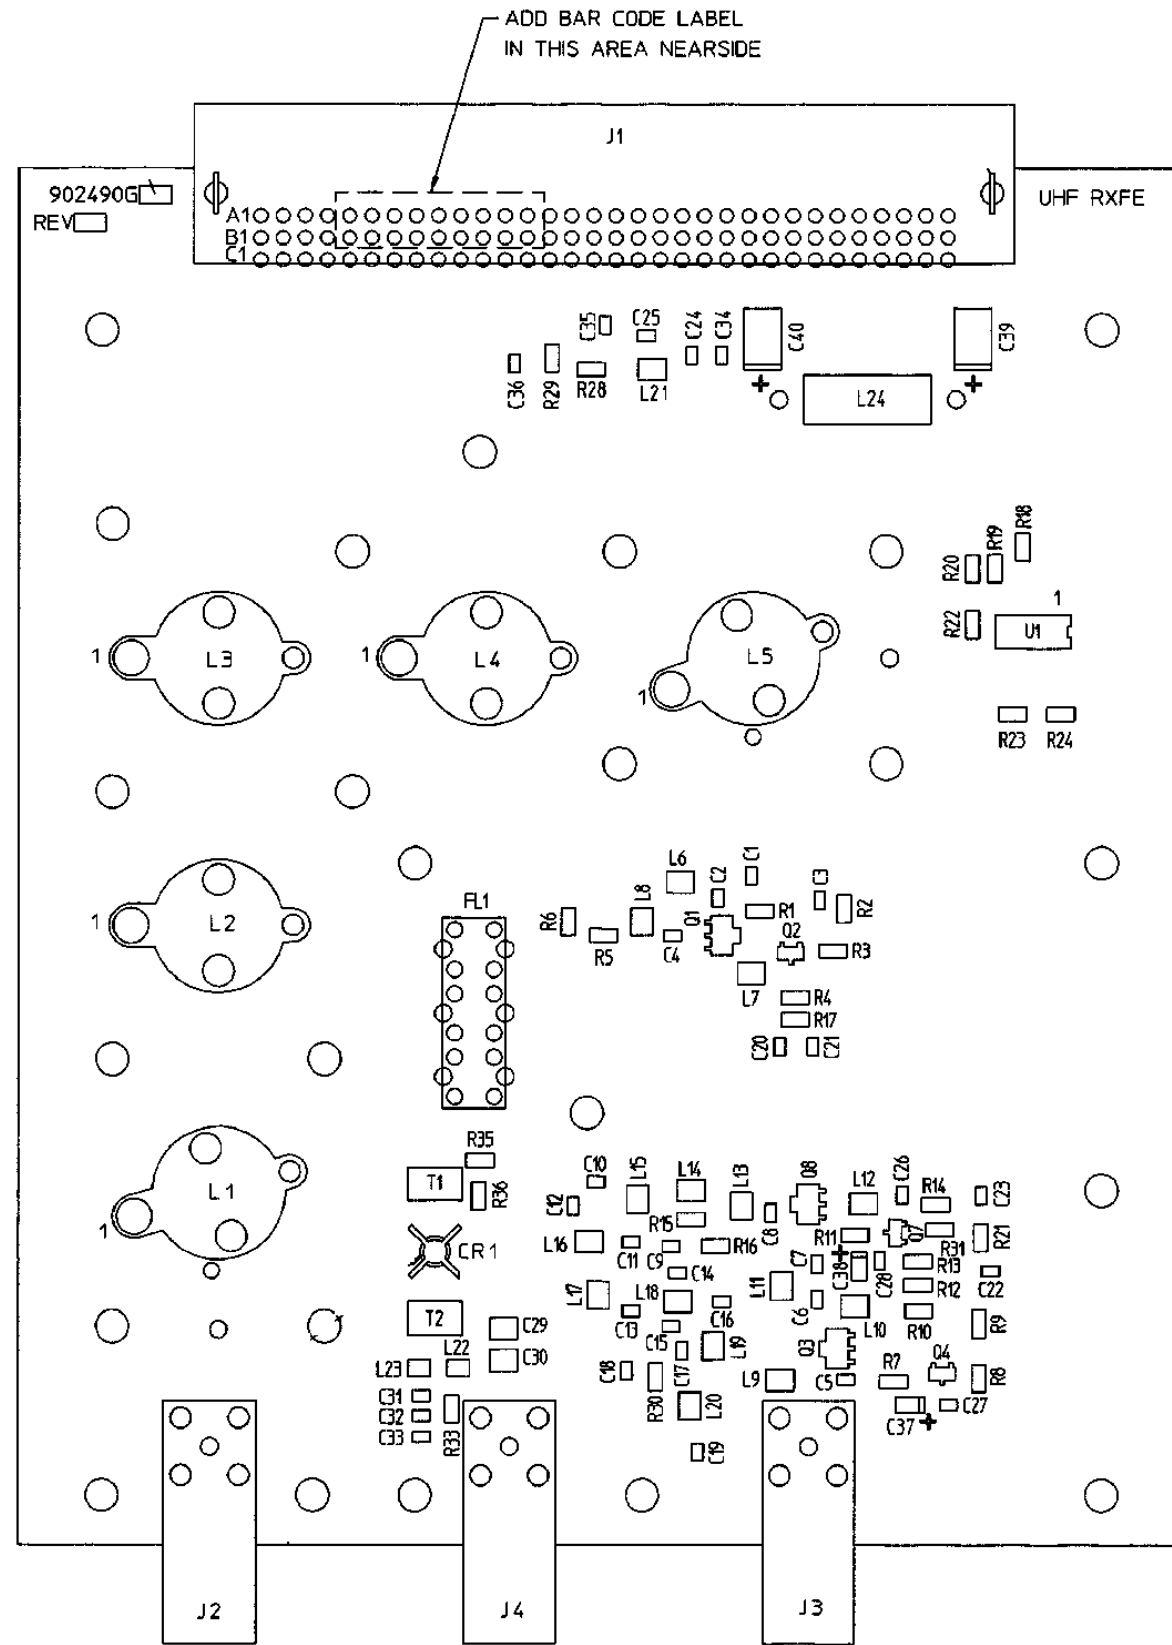 ADD BAR CODE LABEL
IN THIS AREA NEARSIDE
J1
902490G
REV
A1
B1
C1
UHF RXFE
C35
C25
C24
C34
C40
C39
C36
R29
R28
L21
L24
R18
R19
R20
R22
1
U1
1
L3
1
L4
1
L5
R23
R24
L6
C2
C1
C3
R2
L8
Q1
R1
R6
R5
C4
Q2
R3
L7
R4
R17
C20
C21
1
L2
FL1
R35
T1
R36
1
L1
CR1
T2
C29
C30
L23
L22
C31
C32
C33
R33
C10
L15
L14
L13
Q8
L12
C26
R14
C23
C12
R15
C8
R11
Q7
R31
R21
L16
C11
C9
R16
C7
C38
C28
R13
C14
L11
R12
C22
L17
L18
C16
C6
L10
R10
R9
C13
C15
L19
Q3
C18
R30
C17
L9
C5
R7
Q4
R8
L20
C37
C27
C19
J2
J4
J3